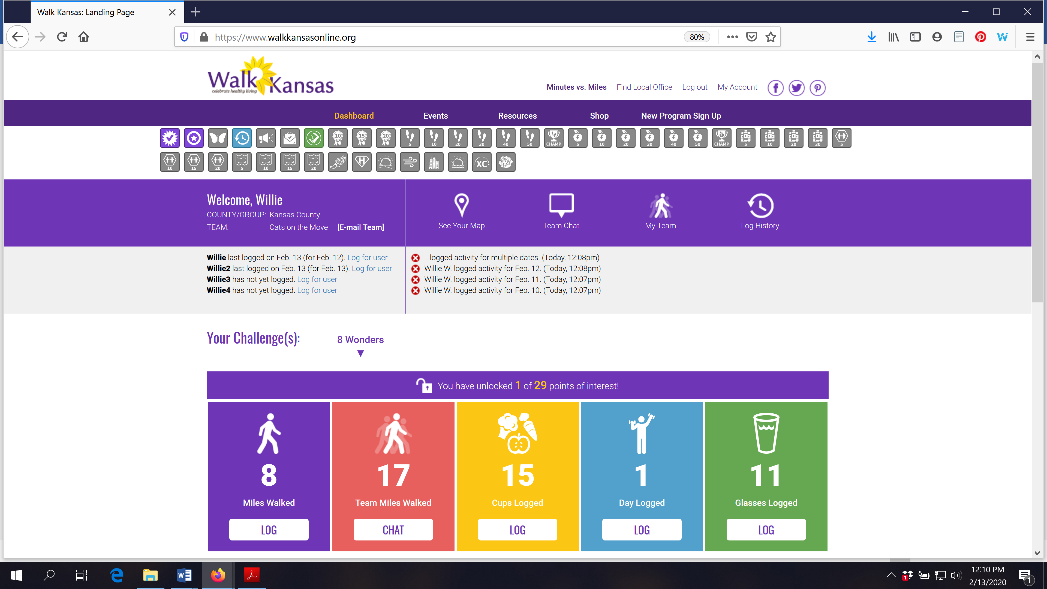 Walk Kansas: Landing Page
https://www.walkkansasonline.org
80%
Walk Kansas
celebrate healthy living
Minutes vs. Miles Find Local Office Log out My Account
Dashboard Events Resources Shop New Program Sign Up
Welcome, Willie
COUNTY/GROUP: Kansas County
TEAM: Cats on the Move [E-mail Team]
See Your Map Team Chat My Team Log History
Willie last logged on Feb. 13 (for Feb. 12). Log for user
Willie2 last logged on Feb. 13 (for Feb. 13). Log for user
Willie3 has not yet logged. Log for user
Willie4 has not yet logged. Log for user
logged activity for multiple dates. (Today, 12:08am)
Willie W. logged activity for Feb. 12. (Today, 12:08pm)
Willie W. logged activity for Feb. 11. (Today, 12:07pm)
Willie W. logged activity for Feb. 10. (Today, 12:07pm)
Your Challenge(s): 8 Wonders
You have unlocked 1 of 29 points of interest!
8 17 15 1 11
Miles Walked Team Miles Walked Cups Logged Day Logged Glasses Logged
LOG CHAT LOG LOG LOG
12:10 PM
2/13/2020